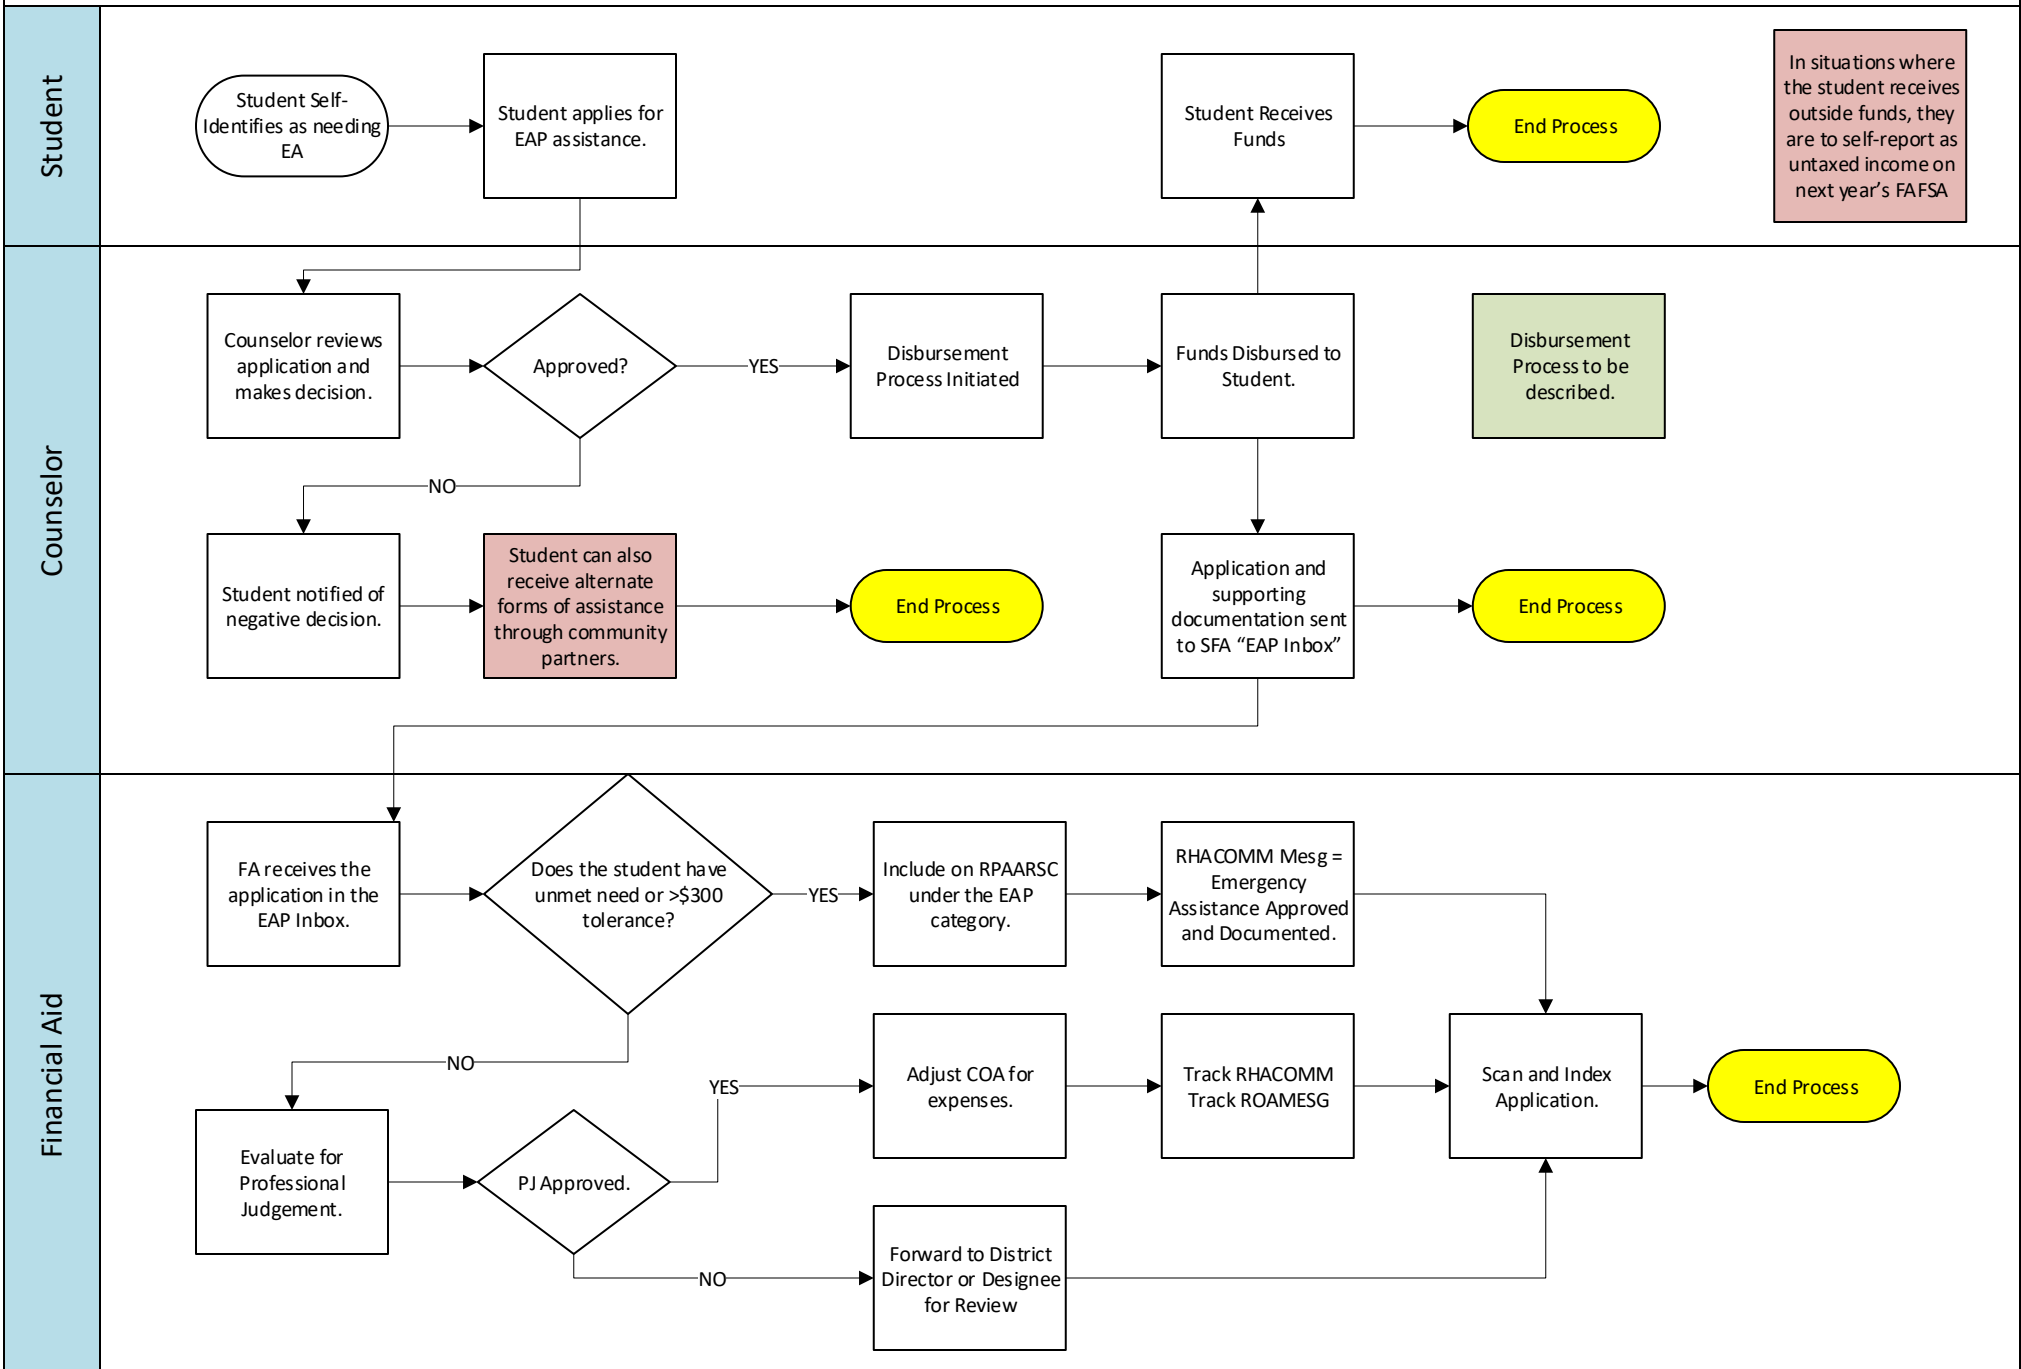 Student
Student Self-
Identifies as needing
EA
Student applies for
EAP assistance.
Student Receives
Funds
End Process
In situations where
the student receives
outside funds, they
are to self-report as
untaxed income on
next year's FAFSA
Counselor
Counselor reviews
application and
makes decision.
Approved?
YES
Disbursement
Process Initiated
Funds Disbursed to
Student.
Disbursement
Process to be
described.
NO
Student notified of
negative decision.
Student can also
receive alternate
forms of assistance
through community
partners.
End Process
Application and
supporting
documentation sent
to SFA “EAP Inbox”
End Process
Financial Aid
FA receives the
application in the
EAP Inbox.
Does the student have
unmet need or >$300
tolerance?
YES
Include on RPAARSC
under the EAP
category.
RHACOMM Mesg =
Emergency
Assistance Approved
and Documented.
NO
Evaluate for
Professional
Judgement.
PJ Approved.
YES
Adjust COA for
expenses.
Track RHACOMM
Track ROAMESG
Scan and Index
Application.
End Process
NO
Forward to District
Director or Designee
for Review